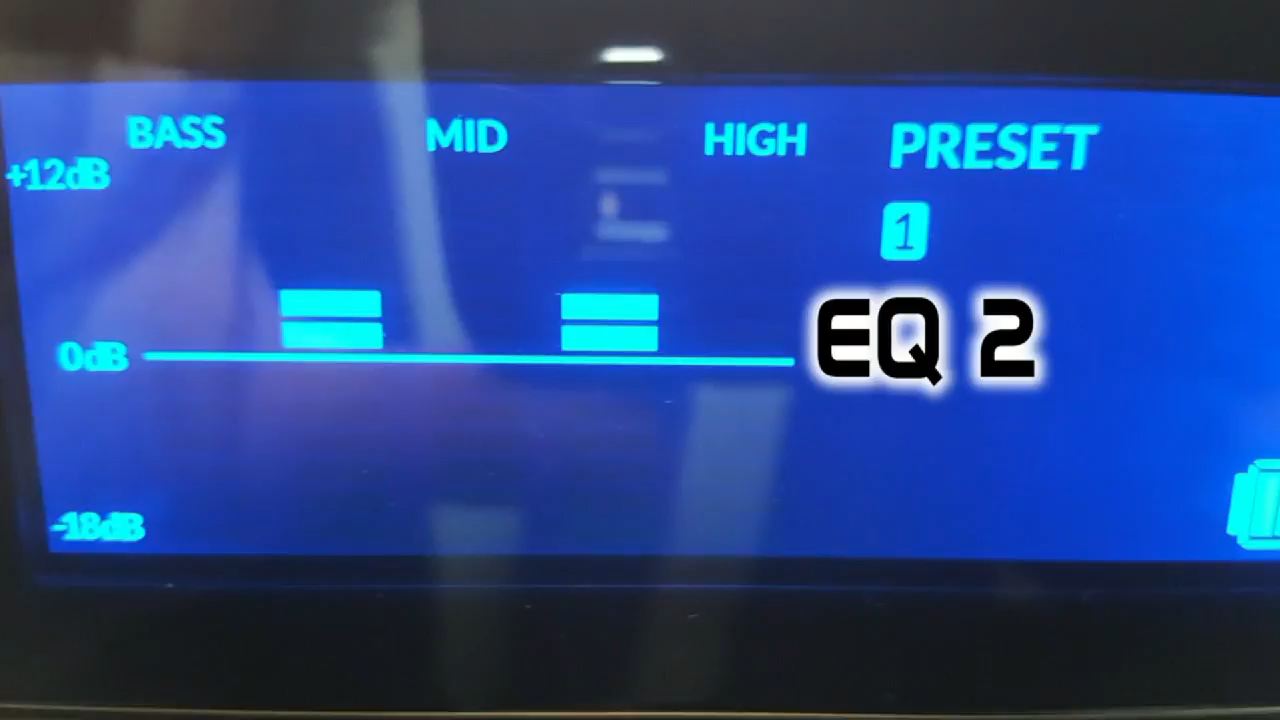 BASS MID HIGH PRESET
+12dB
1
EQ 2
0dB
-18dB